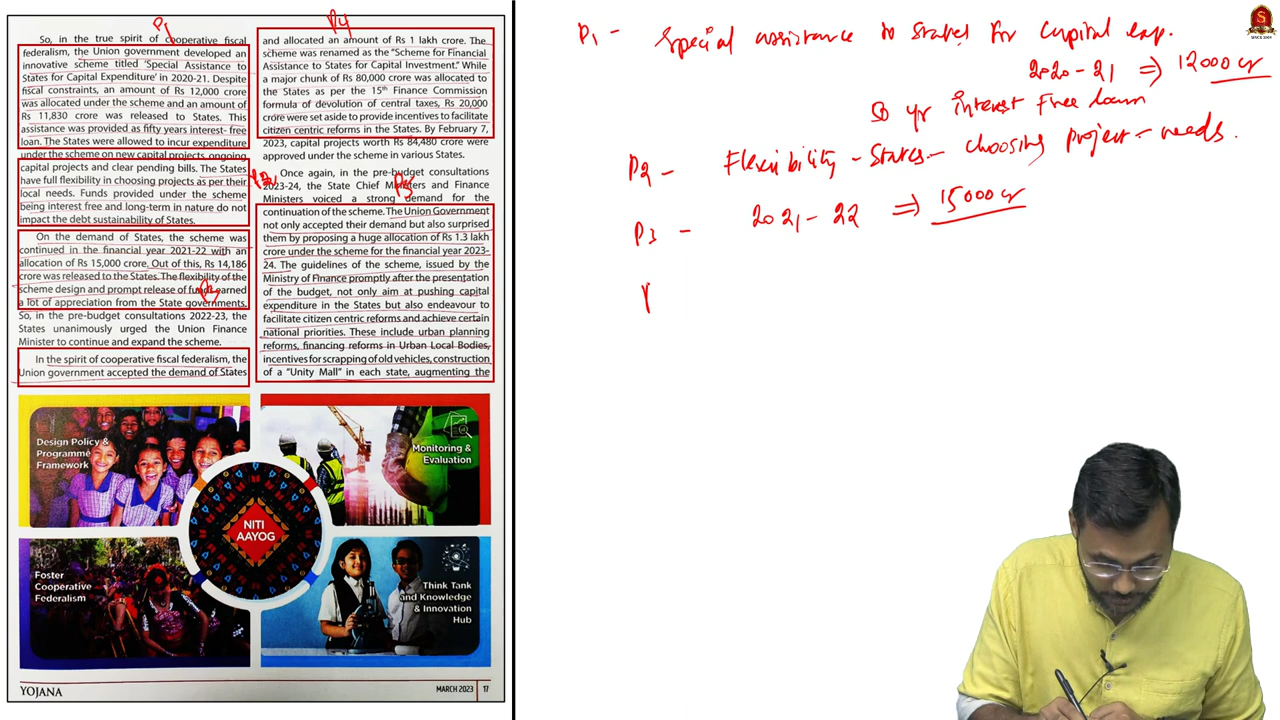 P1
So, in the true spirit of cooperative fiscal
federalism, the Union government developed an
innovative scheme titled 'Special Assistance to
States for Capital Expenditure' in 2020-21. Despite
fiscal constraints, an amount of Rs 12,000 crore
was allocated under the scheme and an amount of
Rs 11,830 crore was released to States. This
assistance was provided as fifty years interest- free
loan. The States were allowed to incur expenditure
under the scheme on new capital projects, ongoing
capital projects and clear pending bills. The States
have full flexibility in choosing projects as per their
local needs. Funds provided under the scheme
being interest free and long-term in nature do not
impact the debt sustainability of States.
P2
On the demand of States, the scheme was
continued in the financial year 2021-22 with an
allocation of Rs 15,000 crore. Out of this, Rs 14,186
crore was released to the States. The flexibility of the
scheme design and prompt release of funds earned
a lot of appreciation from the State governments.
P3
So, in the pre-budget consultations 2022-23, the
States unanimously urged the Union Finance
Minister to continue and expand the scheme.
In the spirit of cooperative fiscal federalism, the
Union government accepted the demand of States
P4
and allocated an amount of Rs 1 lakh crore. The
scheme was renamed as the "Scheme for Financial
Assistance to States for Capital Investment." While
a major chunk of Rs 80,000 crore was allocated to
the States as per the 15th Finance Commission
formula of devolution of central taxes, Rs 20,000
crore were set aside to provide incentives to facilitate
citizen centric reforms in the States. By February 7,
2023, capital projects worth Rs 84,480 crore were
approved under the scheme in various States.
Once again, in the pre-budget consultations
2023-24, the State Chief Ministers and Finance
Ministers voiced a strong demand for the
P5
continuation of the scheme. The Union Government
not only accepted their demand but also surprised
them by proposing a huge allocation of Rs 1.3 lakh
crore under the scheme for the financial year 2023-
24. The guidelines of the scheme, issued by the
Ministry of Finance promptly after the presentation
of the budget, not only aim at pushing capital
expenditure in the States but also endeavour to
facilitate citizen centric reforms and achieve certain
national priorities. These include urban planning
reforms, financing reforms in Urban Local Bodies,
incentives for scrapping of old vehicles, construction
of a "Unity Mall" in each state, augmenting the
Design Policy &
Programme
Framework
Monitoring &
Evaluation
NITI
AAYOG
Foster
Cooperative
Federalism
Think Tank
and Knowledge
& Innovation
Hub
YOJANA
MARCH 2023 17
P1 - Special assistance to states for capital exp.
2020-21 ⇒ 12000 cr
50 yr interest free loan
P2 - Flexibility - States - choosing project - needs.
P3 - 2021-22 ⇒ 15000 cr
S
SINCE 2004